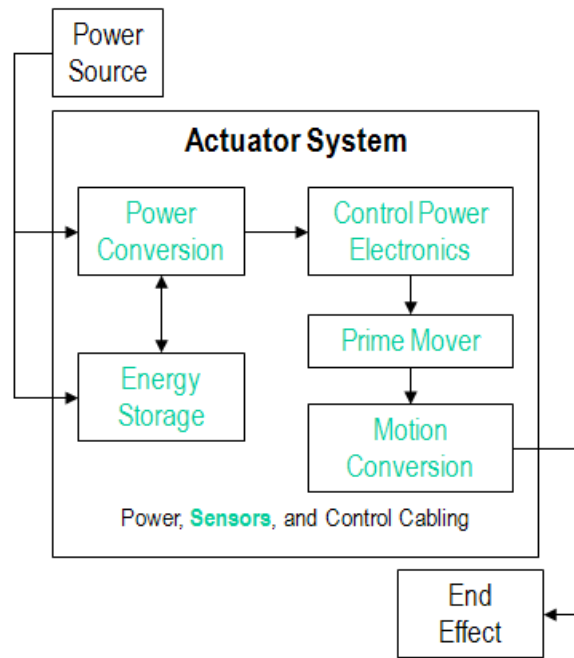 Power
Source
Actuator System
Power
Conversion
Control Power
Electronics
Prime Mover
Energy
Storage
Motion
Conversion
Power, Sensors, and Control Cabling
End
Effect